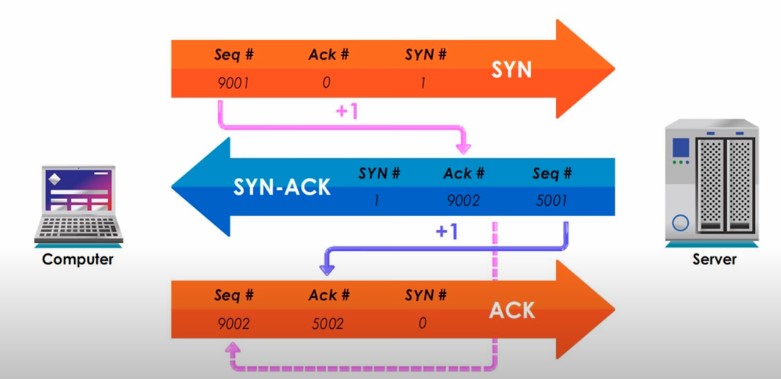 Seq # Ack # SYN #
SYN
9001 0 1
+1
SYN # Ack # Seq #
SYN-ACK
1 9002 5001
+1
Computer
Server
Seq # Ack # SYN #
ACK
9002 5002 0